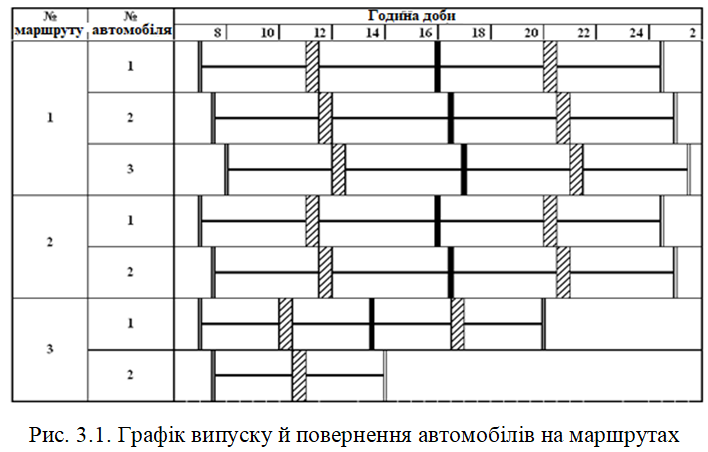 № маршруту № автомобіля Година доби
8 10 12 14 16 18 20 22 24 2
1 1
2
3
2 1
2
3 1
2
Рис. 3.1. Графік випуску й повернення автомобілів на маршрутах